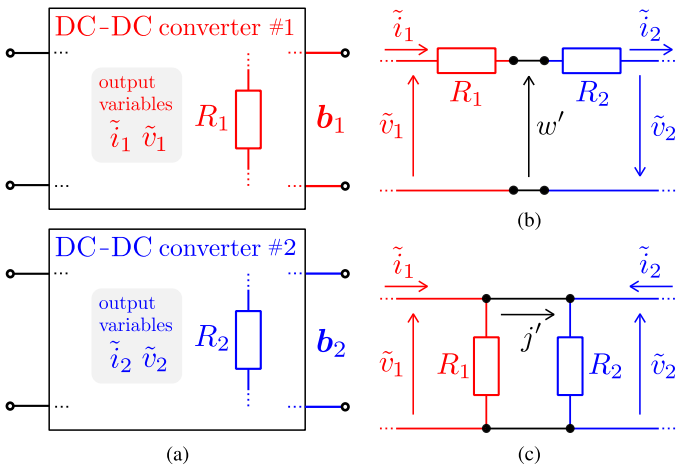 DC-DC converter #1
output
variables
ĩ₁ ṽ₁
R₁
b₁
DC-DC converter #2
output
variables
ĩ₂ ṽ₂
R₂
b₂
(a)
ĩ₁ ĩ₂
R₁ R₂
ṽ₁ w′ ṽ₂
(b)
ĩ₁ ĩ₂
j′
ṽ₁ R₁ R₂ ṽ₂
(c)